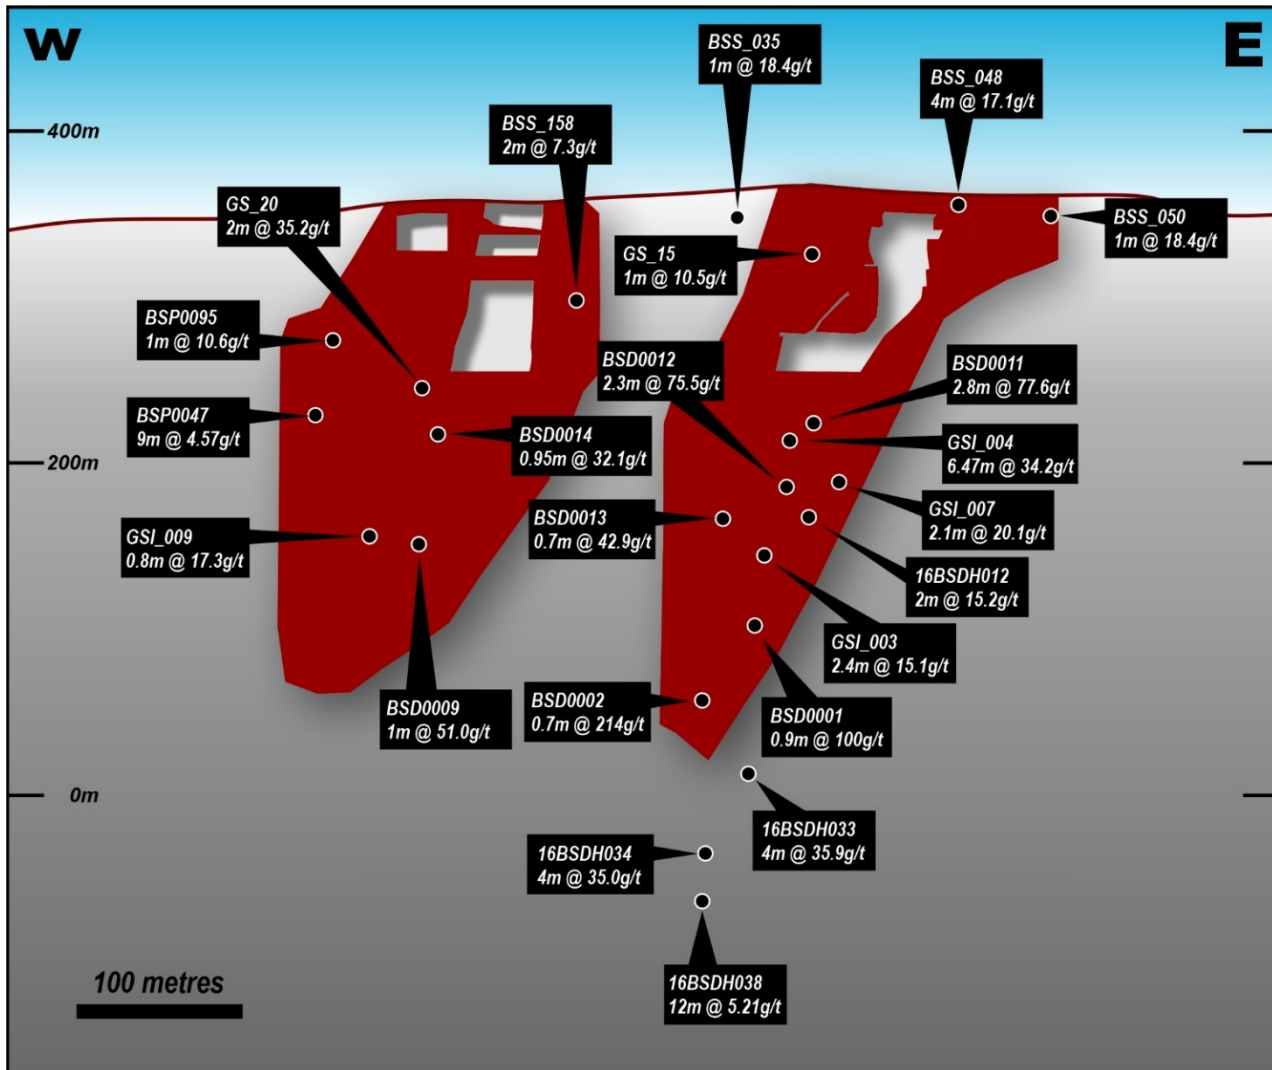 W
E
BSS_035
1m @ 18.4g/t
BSS_048
4m @ 17.1g/t
400m
BSS_158
2m @ 7.3g/t
GS_20
2m @ 35.2g/t
BSS_050
1m @ 18.4g/t
GS_15
1m @ 10.5g/t
BSP0095
1m @ 10.6g/t
BSD0012
2.3m @ 75.5g/t
BSD0011
2.8m @ 77.6g/t
BSP0047
9m @ 4.57g/t
BSD0014
0.95m @ 32.1g/t
GSI_004
6.47m @ 34.2g/t
200m
GSI_007
2.1m @ 20.1g/t
BSD0013
0.7m @ 42.9g/t
GSI_009
0.8m @ 17.3g/t
16BSDH012
2m @ 15.2g/t
GSI_003
2.4m @ 15.1g/t
BSD0009
1m @ 51.0g/t
BSD0002
0.7m @ 214g/t
BSD0001
0.9m @ 100g/t
0m
16BSDH033
4m @ 35.9g/t
16BSDH034
4m @ 35.0g/t
16BSDH038
12m @ 5.21g/t
100 metres